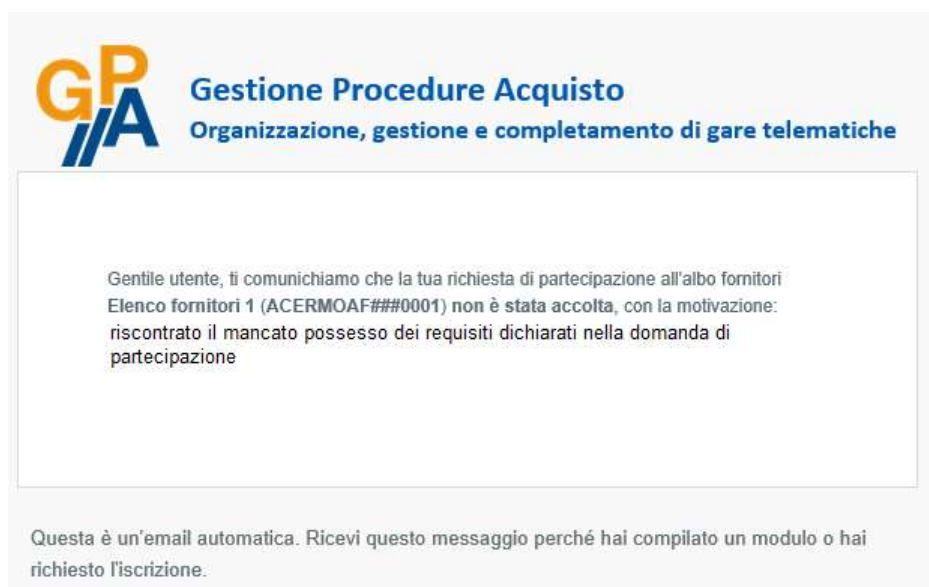 GPA
Gestione Procedure Acquisto
Organizzazione, gestione e completamento di gare telematiche
Gentile utente, ti comunichiamo che la tua richiesta di partecipazione all'albo fornitori
Elenco fornitori 1 (ACERMOAF###0001) non è stata accolta, con la motivazione:
riscontrato il mancato possesso dei requisiti dichiarati nella domanda di
partecipazione
Questa è un'email automatica. Ricevi questo messaggio perché hai compilato un modulo o hai
richiesto l'iscrizione.